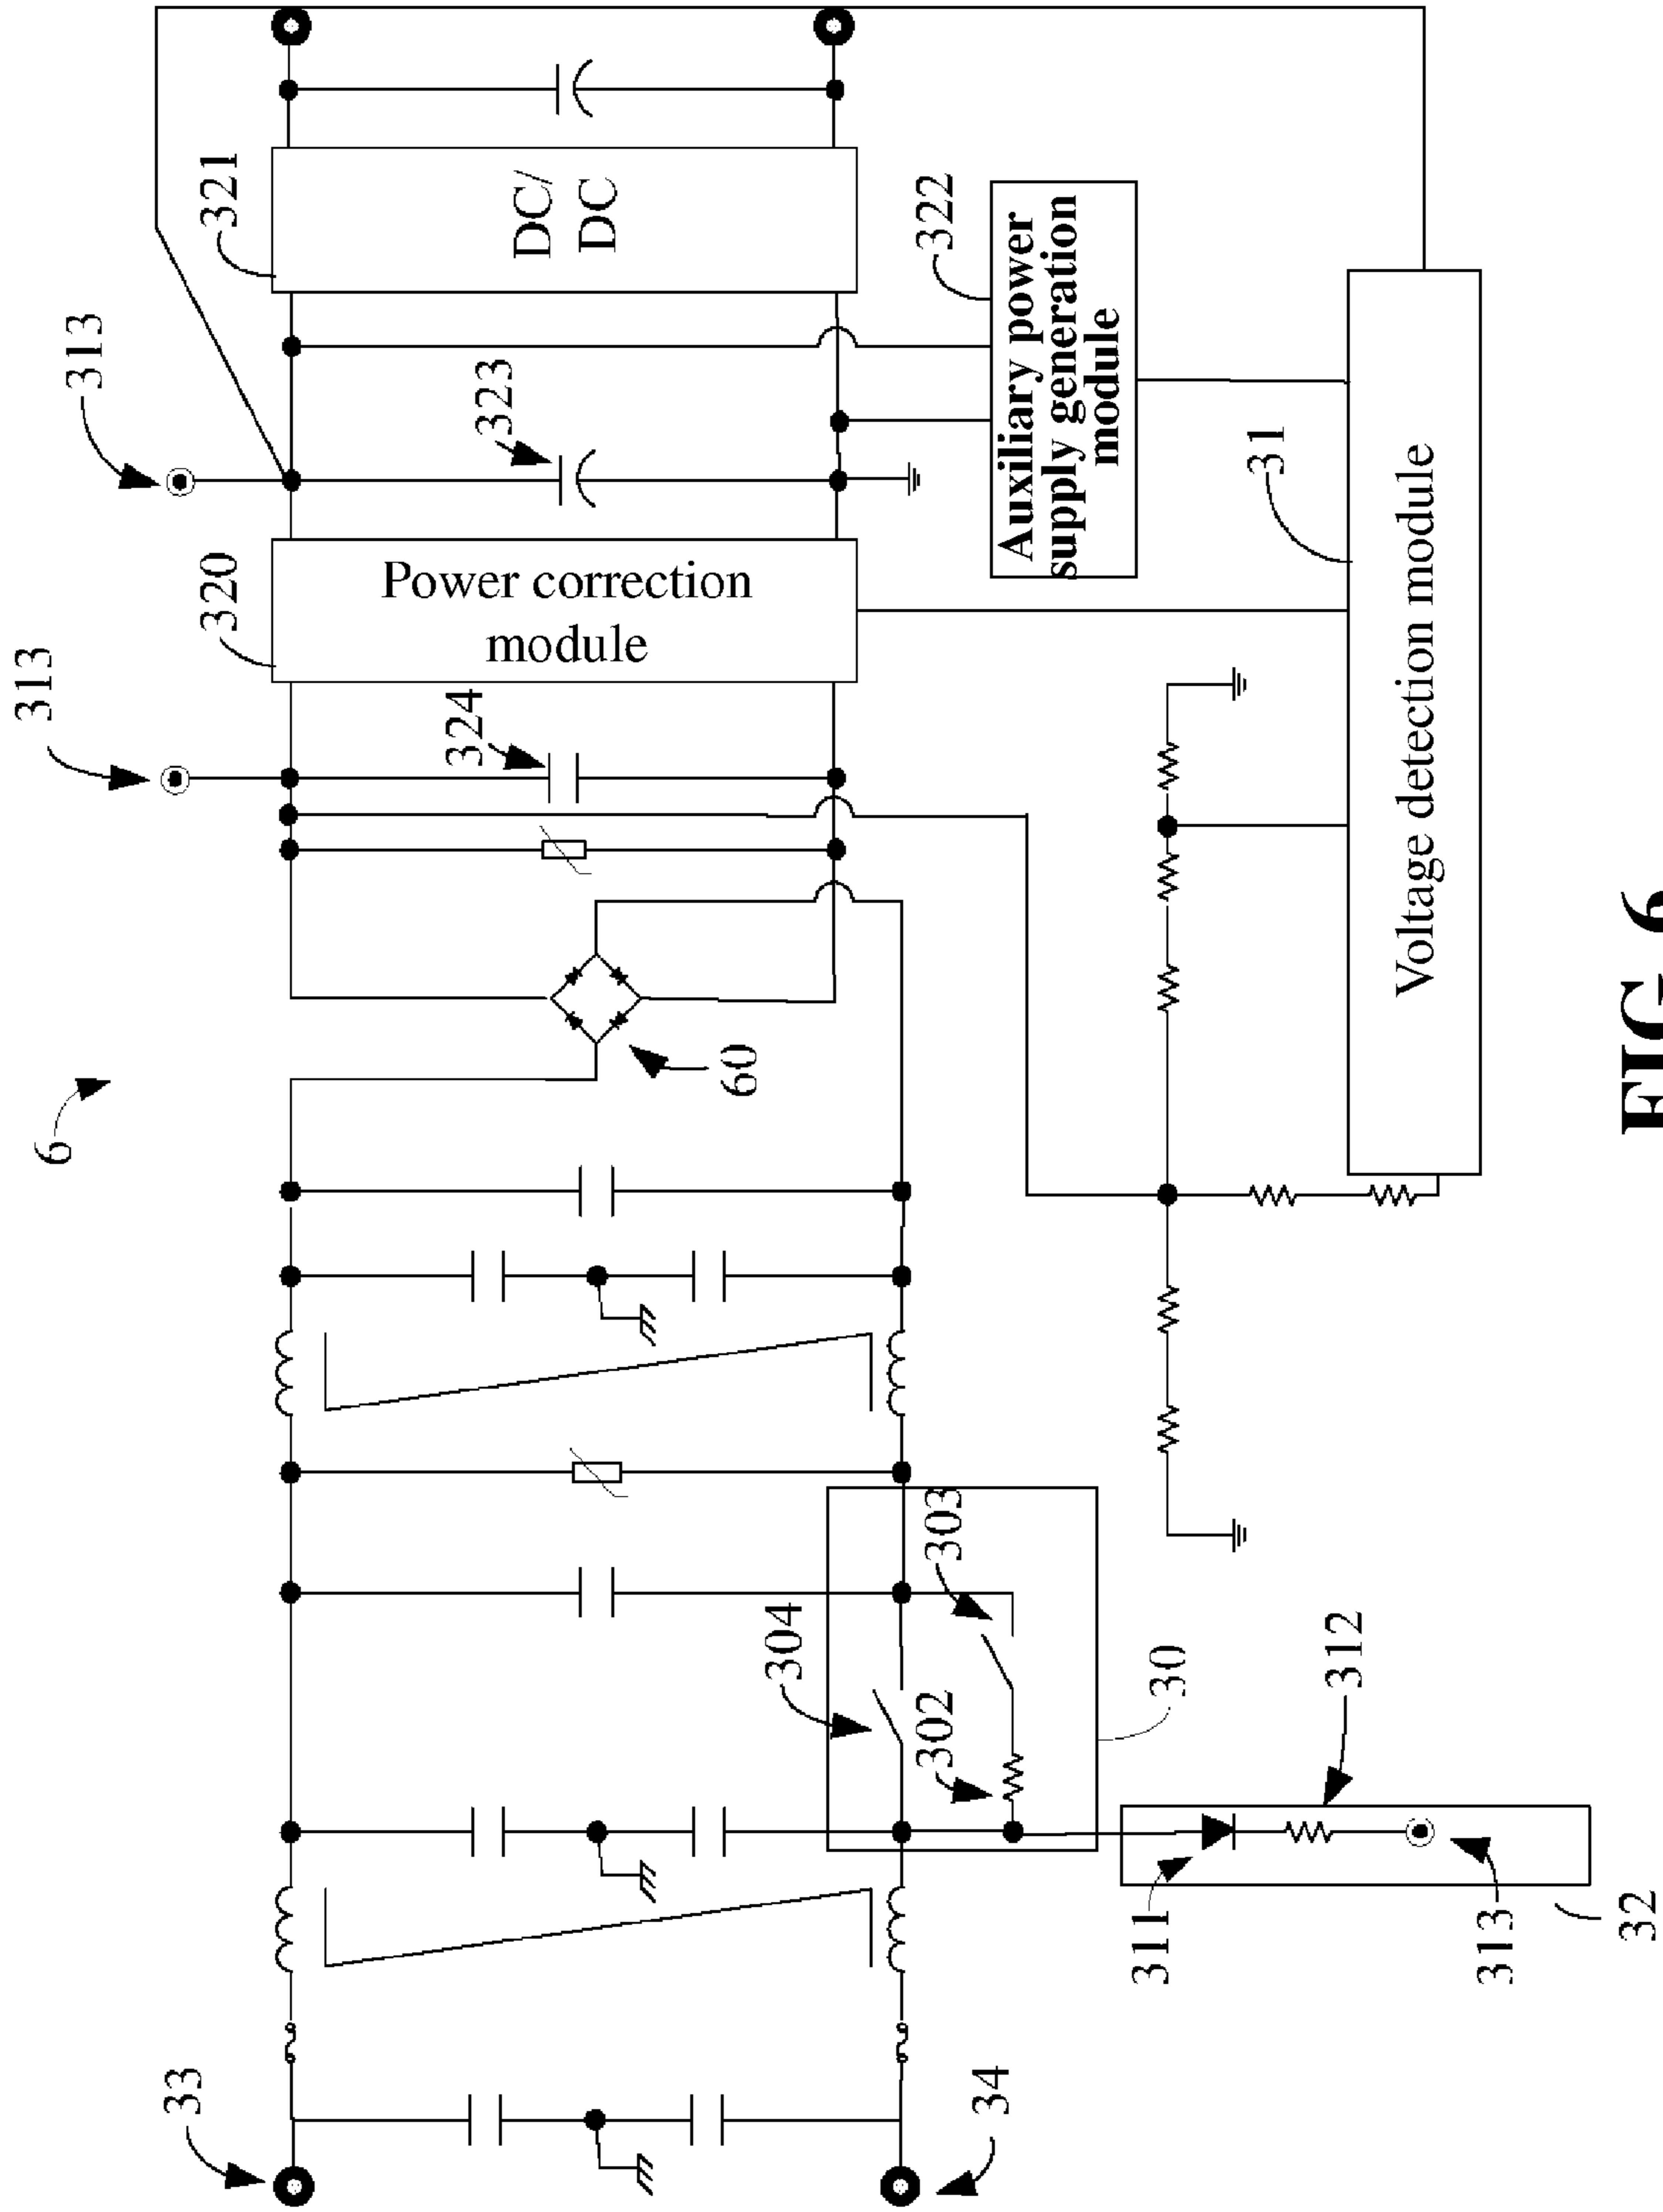 6
313
313
320
321
324
323
Power correction
module
DC/
DC
60
322
Auxiliary power
supply generation
module
31
Voltage detection module
33
34
304
303
302
30
312
311
313
32
FIG. 6